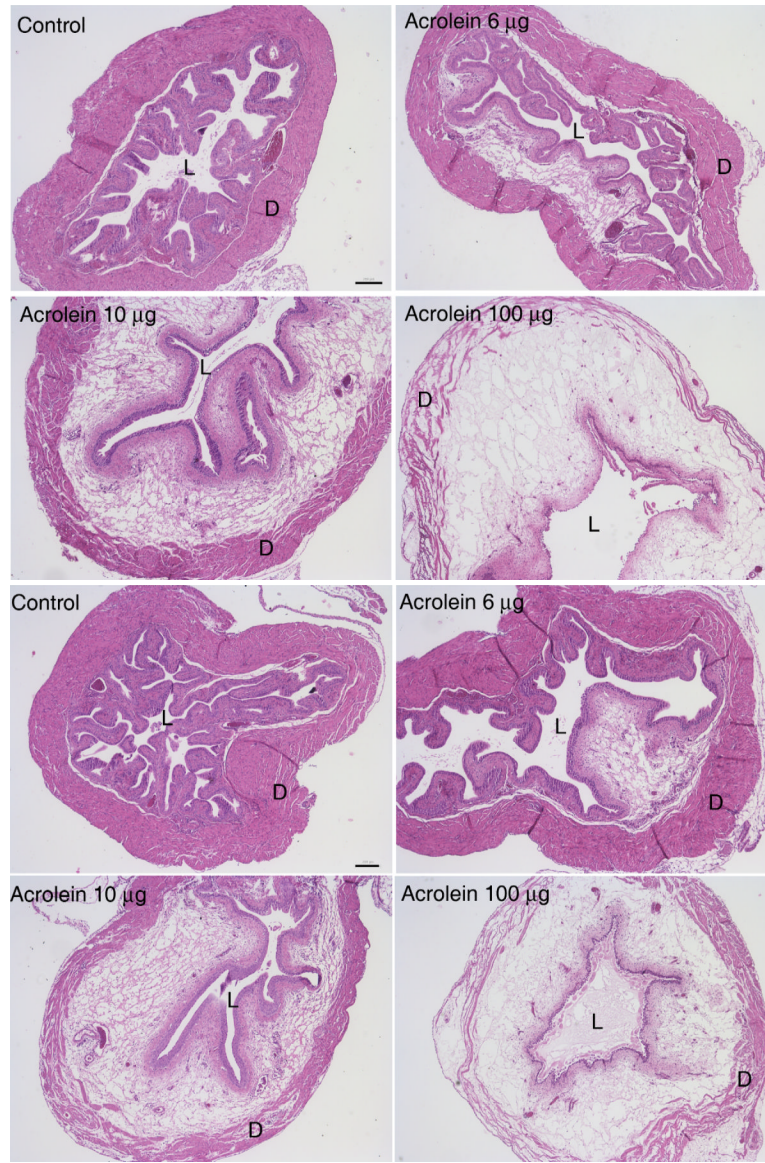 Control
Acrolein 6 μg
L
D
L
D
Acrolein 10 μg
Acrolein 100 μg
L
D
D
L
Control
Acrolein 6 μg
L
D
L
D
Acrolein 10 μg
Acrolein 100 μg
L
D
L
D